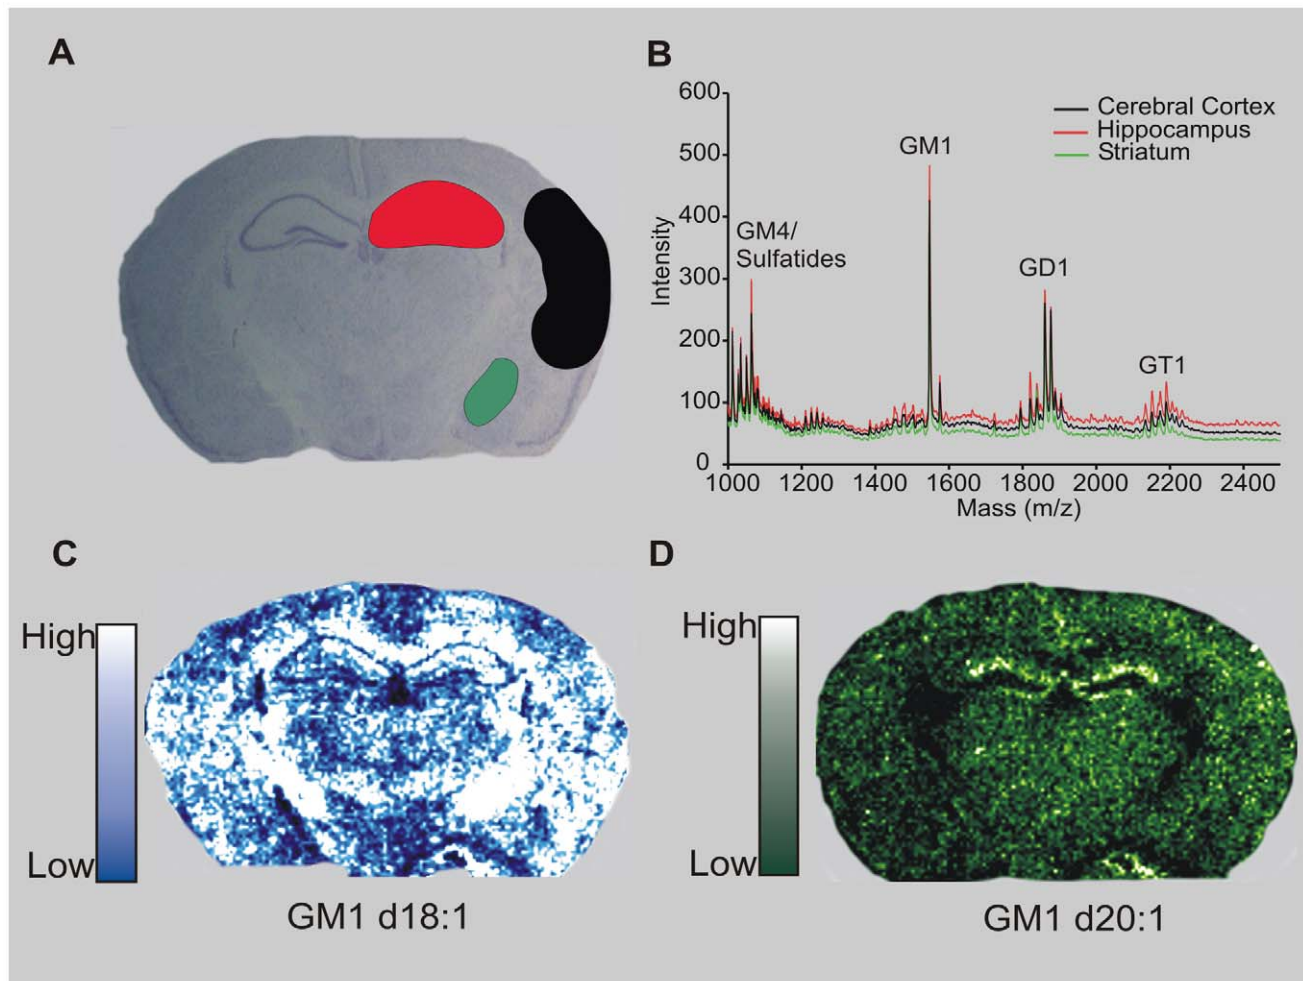 A
B
600
500
400
300
200
100
0
Intensity
1000
1200
1400
1600
1800
2000
2200
2400
Mass (m/z)
Cerebral Cortex
Hippocampus
Striatum
GM4/
Sulfatides
GM1
GD1
GT1
C
High
Low
GM1 d18:1
D
High
Low
GM1 d20:1